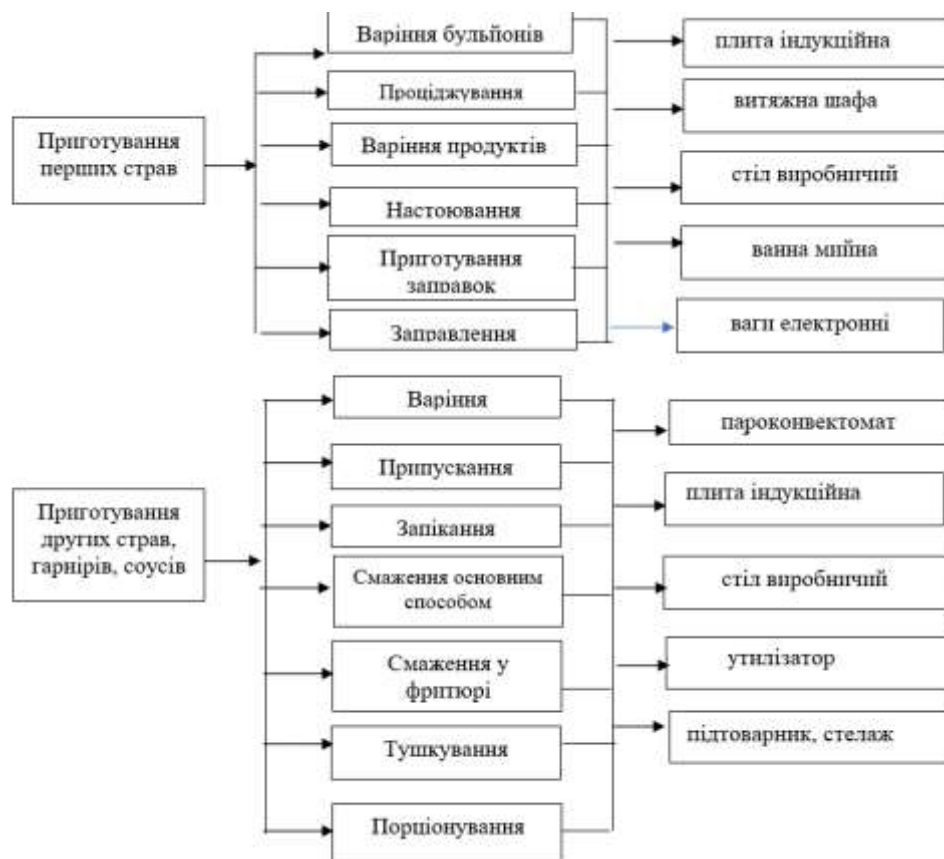 Приготування
перших страв
Варіння бульйонів
Проціджування
Варіння продуктів
Настоювання
Приготування
заправок
Заправлення
плита індукційна
витяжна шафа
стіл виробничий
ванна мийна
ваги електронні
Приготування
других страв,
гарнірів, соусів
Варіння
Припускання
Запікання
Смаження основним
способом
Смаження у
фритюрі
Тушкування
Порціонування
пароконвектомат
плита індукційна
стіл виробничий
утилізатор
підтоварник, стелаж